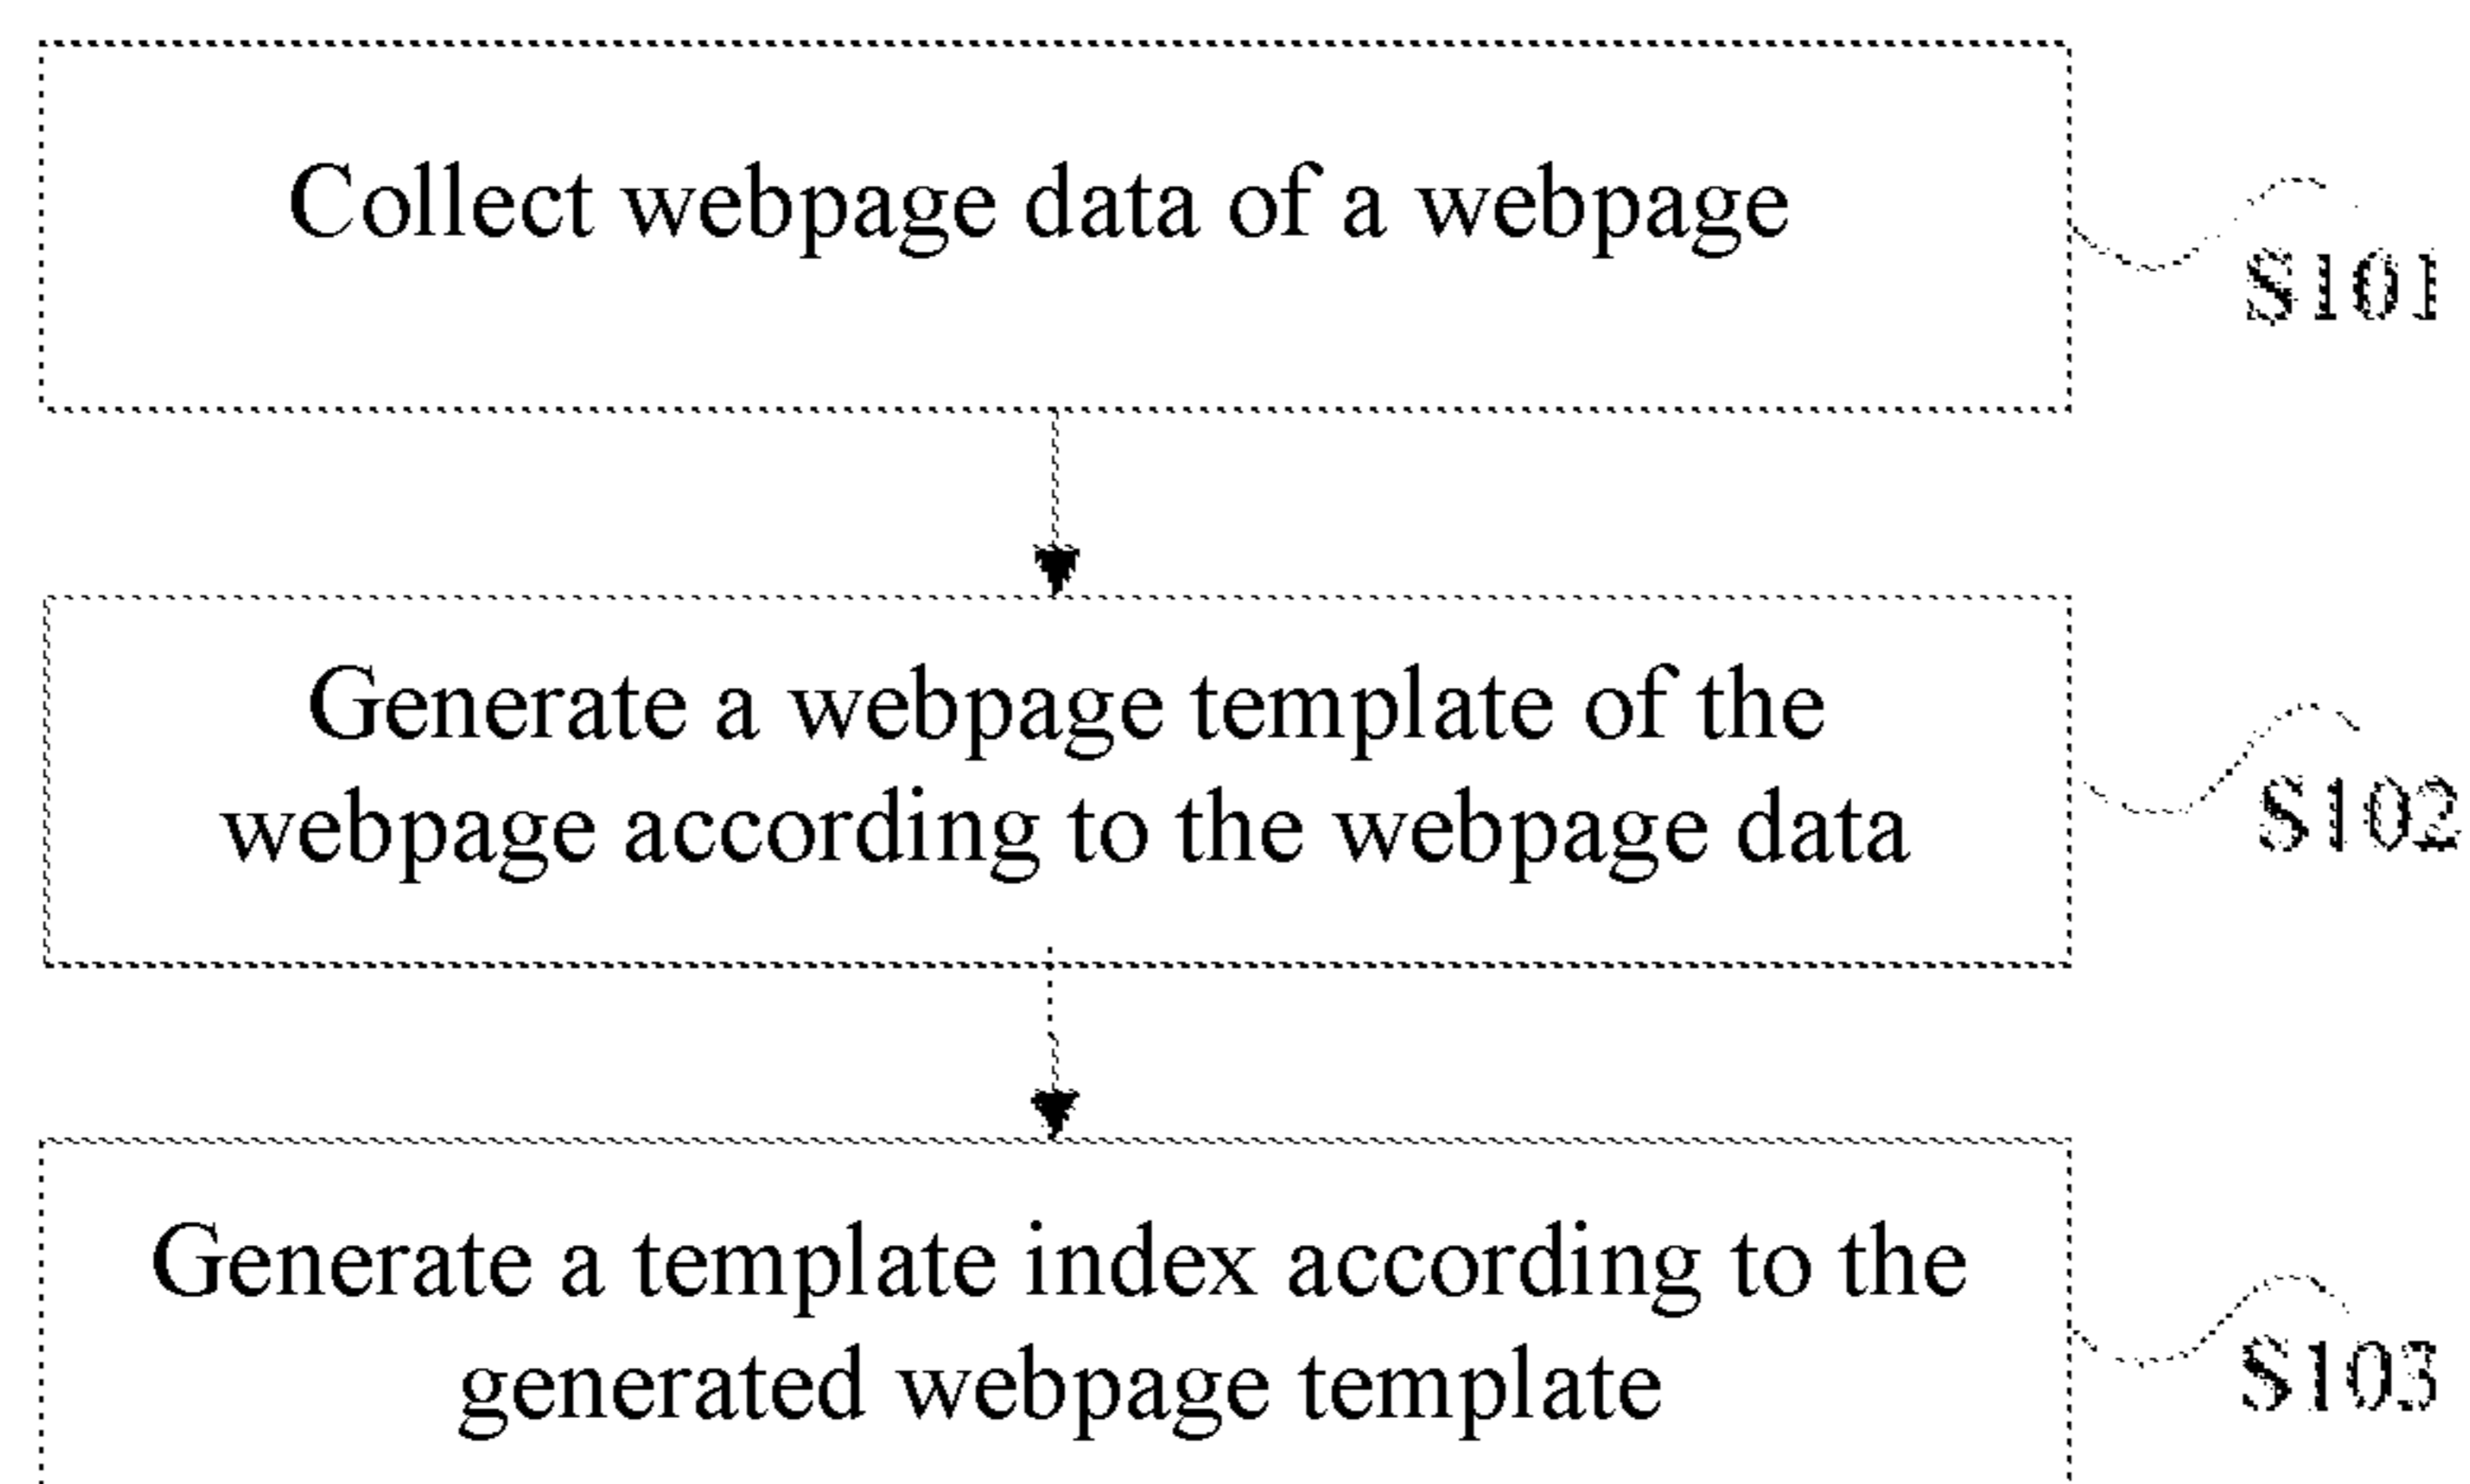 Collect webpage data of a webpage
S101
Generate a webpage template of the
webpage according to the webpage data
S102
Generate a template index according to the
generated webpage template
S103